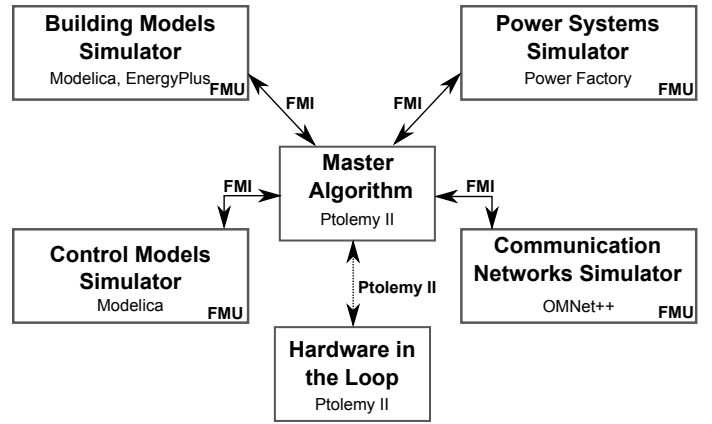 Building Models
Simulator
Modelica, EnergyPlus
FMU
Power Systems
Simulator
Power Factory
FMU
FMI
FMI
Master
Algorithm
Ptolemy II
FMI
FMI
Control Models
Simulator
Modelica
FMU
Communication
Networks Simulator
OMNet++
FMU
Ptolemy II
Hardware in
the Loop
Ptolemy II